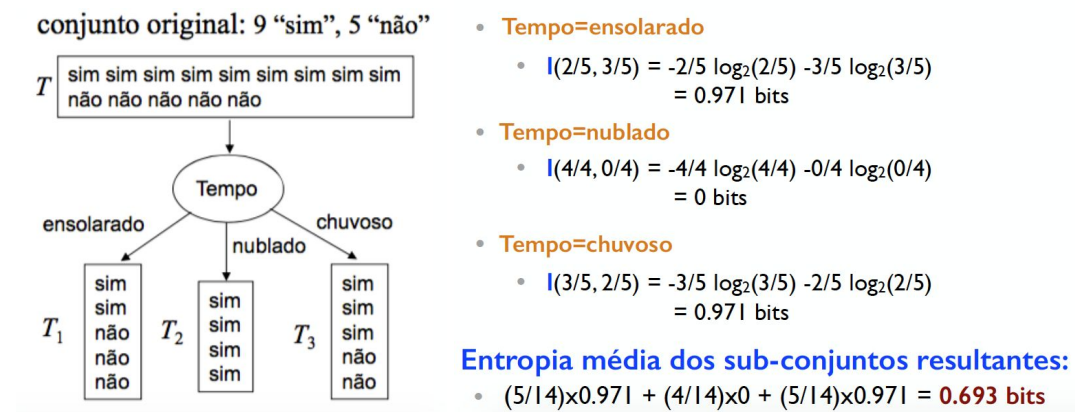 conjunto original: 9 “sim”, 5 “não”
T
sim sim sim sim sim sim sim sim sim
não não não não não
Tempo
ensolarado
nublado
chuvoso
T1
sim
sim
não
não
não
T2
sim
sim
sim
sim
T3
sim
sim
sim
não
não
• Tempo=ensolarado
• I(2/5, 3/5) = -2/5 log₂(2/5) -3/5 log₂(3/5)
= 0.971 bits
• Tempo=nublado
• I(4/4, 0/4) = -4/4 log₂(4/4) -0/4 log₂(0/4)
= 0 bits
• Tempo=chuvoso
• I(3/5, 2/5) = -3/5 log₂(3/5) -2/5 log₂(2/5)
= 0.971 bits
Entropia média dos sub-conjuntos resultantes:
• (5/14)x0.971 + (4/14)x0 + (5/14)x0.971 = 0.693 bits